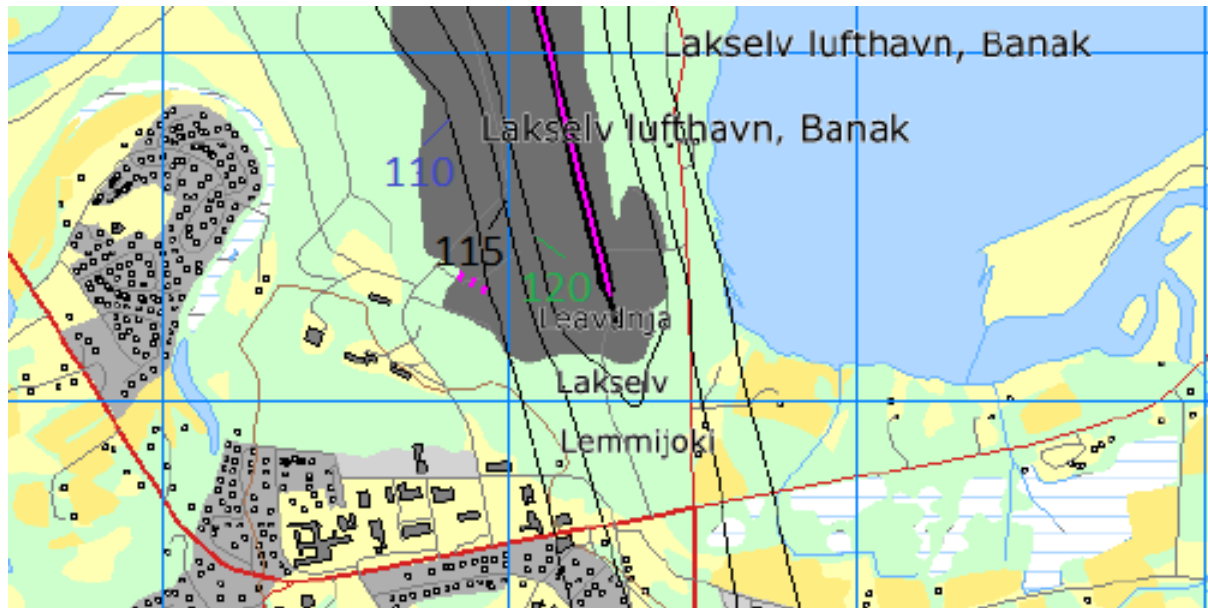 Lakselv lufthavn, Banak
Lakselv lufthavn, Banak
110
115
120
Leavdnja
Lakselv
Lemmijoki